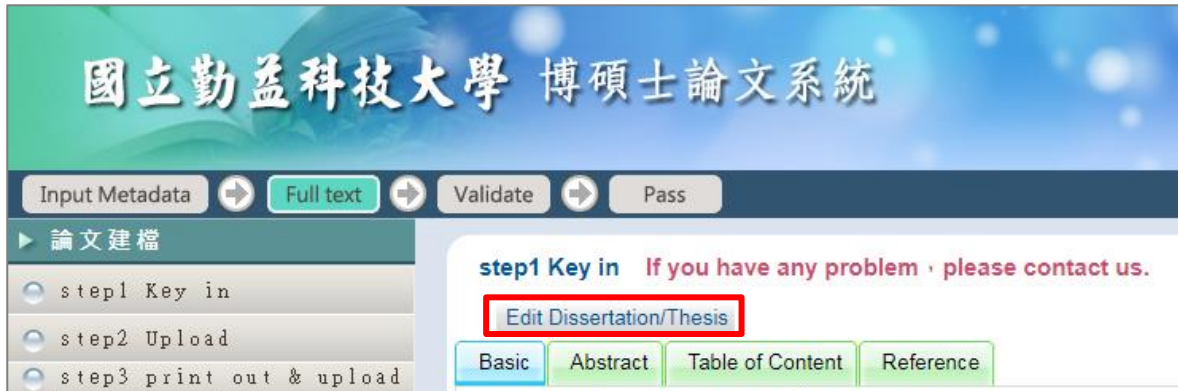 國立勤益科技大學 博碩士論文系統
Input Metadata Full text Validate Pass
論文建檔
step1 Key in
step2 Upload
step3 print out & upload
step1 Key in If you have any problem，please contact us.
Edit Dissertation/Thesis
Basic Abstract Table of Content Reference